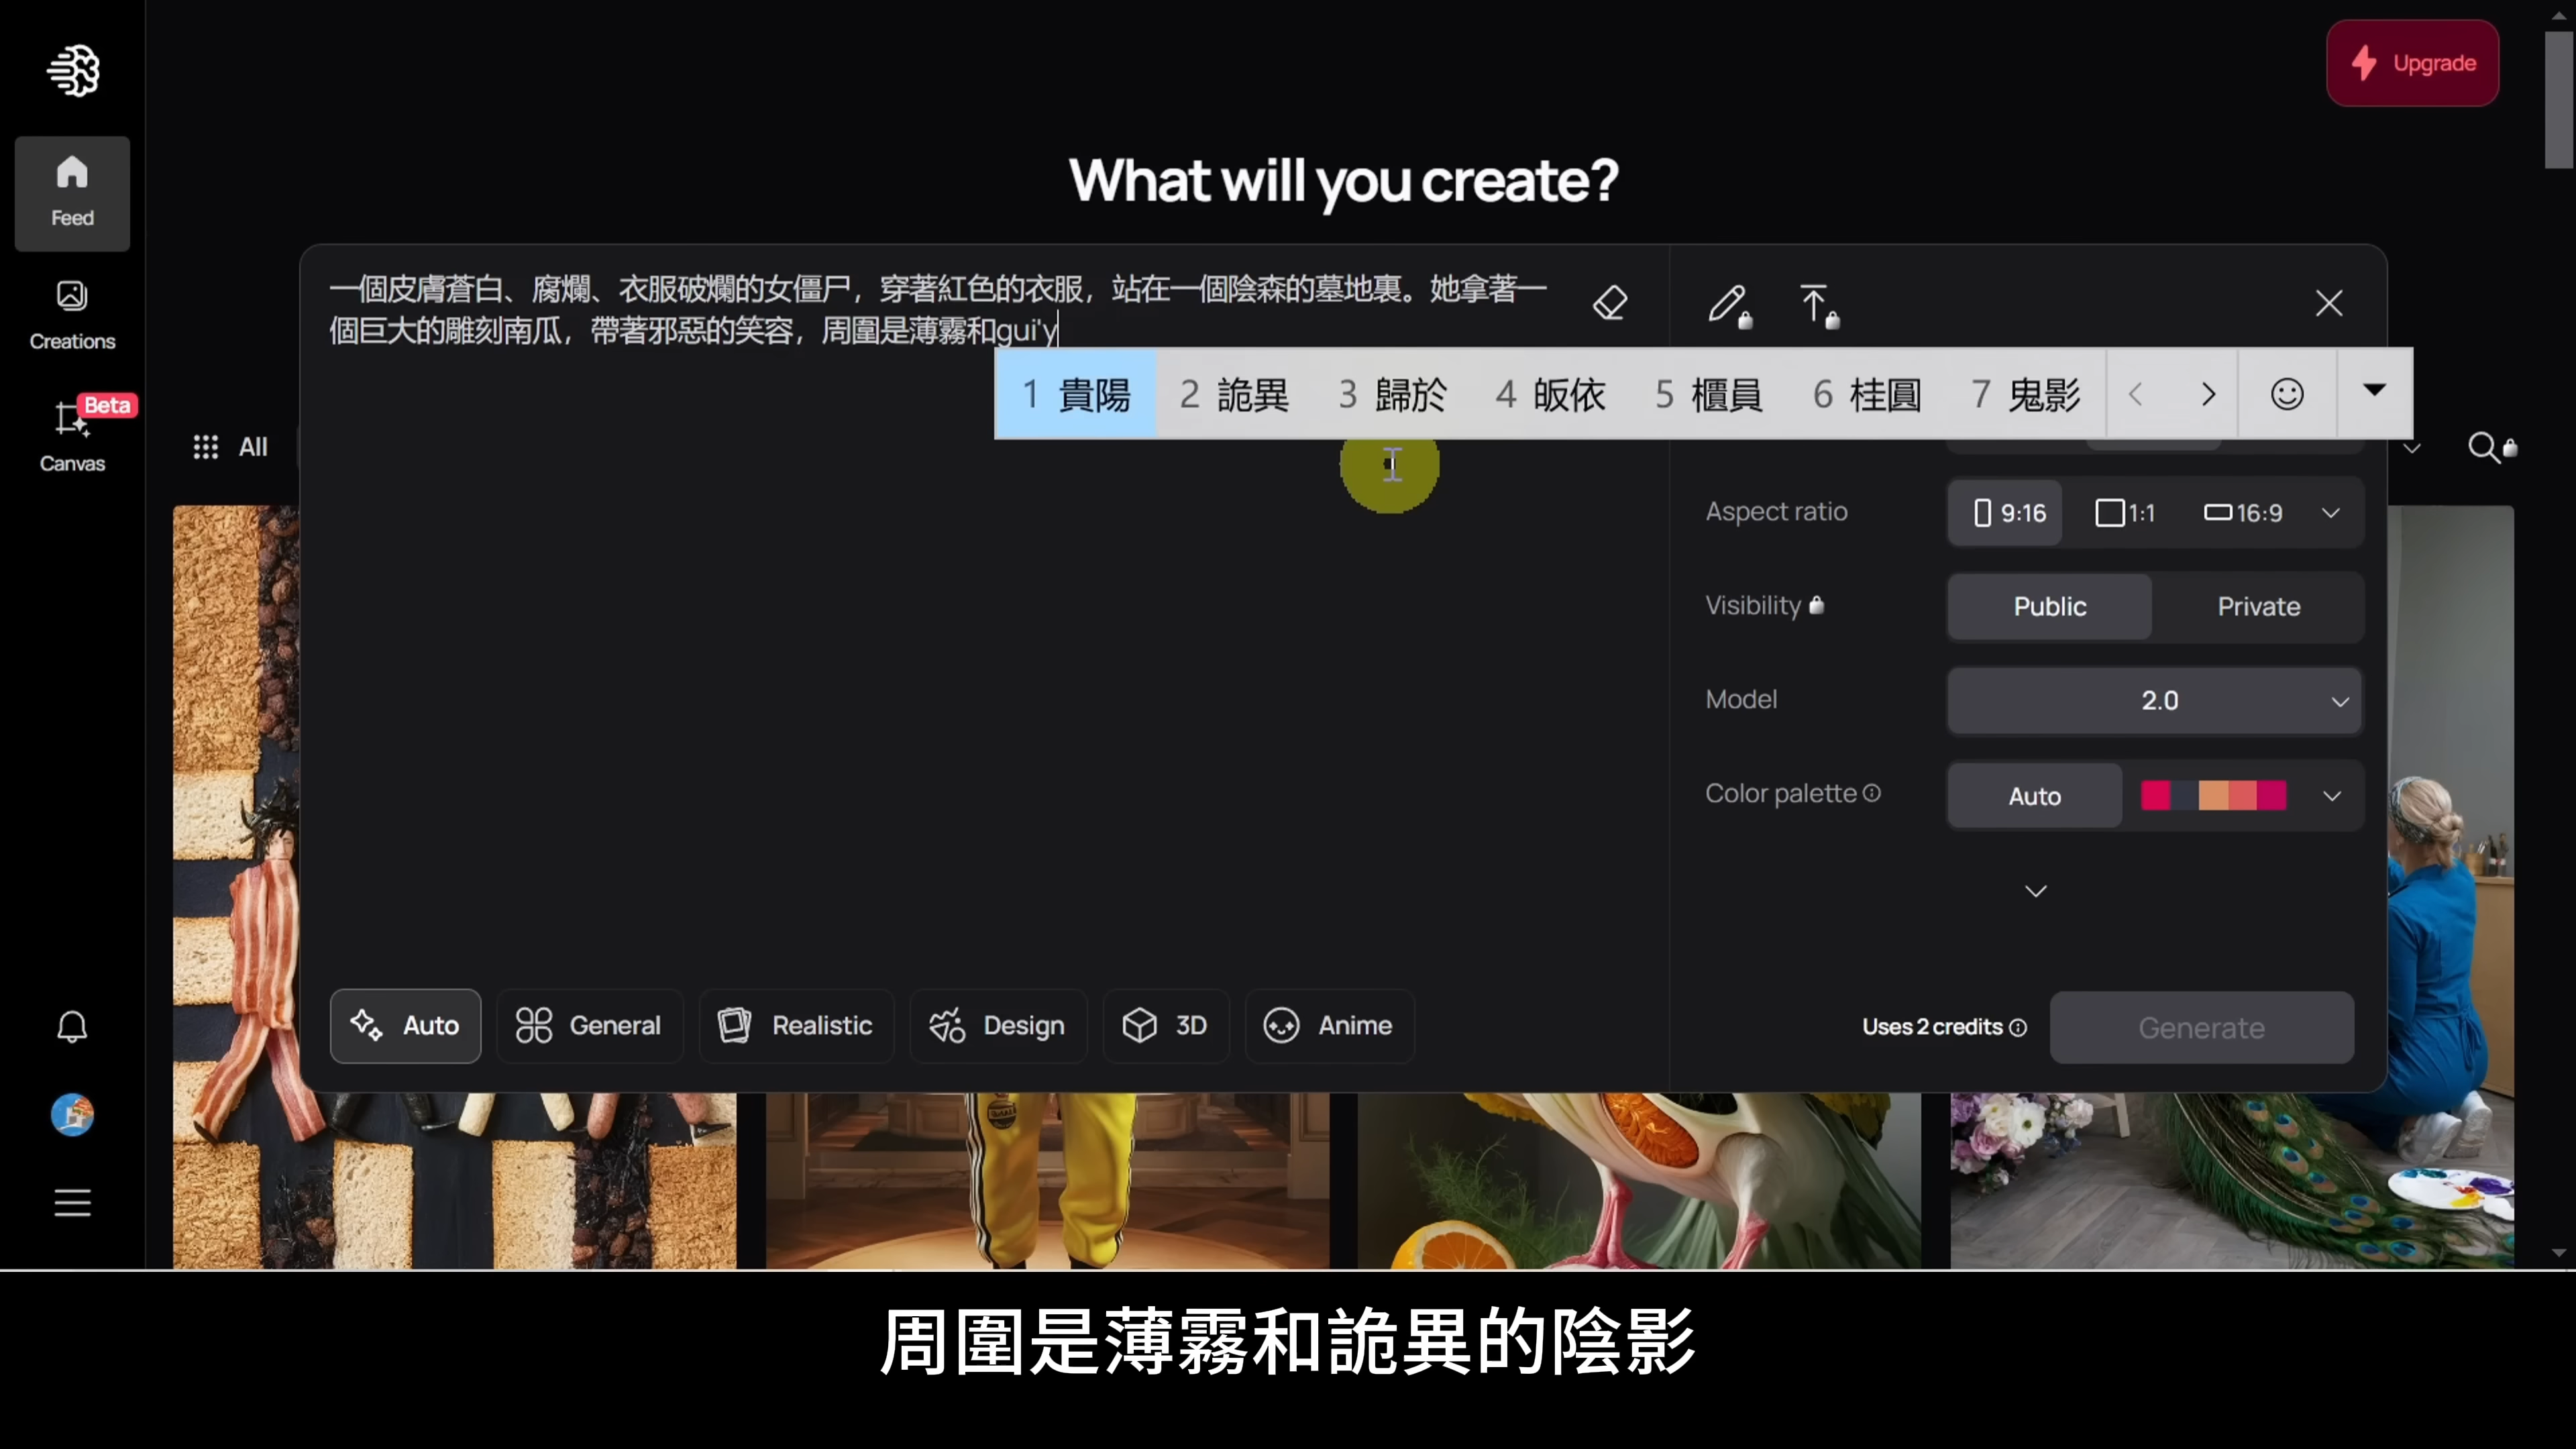 Upgrade
Feed
What will you create?
一個皮膚蒼白、腐爛、衣服破爛的女僵尸，穿著紅色的衣服，站在一個陰森的墓地裏。她拿著一
個巨大的雕刻南瓜，帶著邪惡的笑容，周圍是薄霧和gui'y
Creations
1 貴陽 2 詭異 3 歸於 4 皈依 5 櫃員 6 桂圓 7 鬼影
Beta
Canvas
All
Aspect ratio 9:16 1:1 16:9
Visibility Public Private
Model 2.0
Color palette Auto
Auto General Realistic Design 3D Anime
Uses 2 credits Generate
周圍是薄霧和詭異的陰影